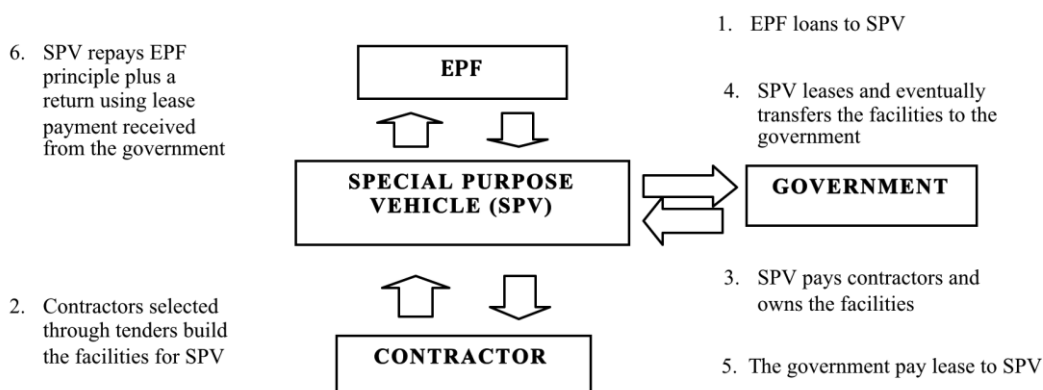 1. EPF loans to SPV
6. SPV repays EPF
principle plus a
return using lease
payment received
from the government
EPF
4. SPV leases and eventually
transfers the facilities to the
government
SPECIAL PURPOSE
VEHICLE (SPV)
GOVERNMENT
2. Contractors selected
through tenders build
the facilities for SPV
3. SPV pays contractors and
owns the facilities
CONTRACTOR
5. The government pay lease to SPV